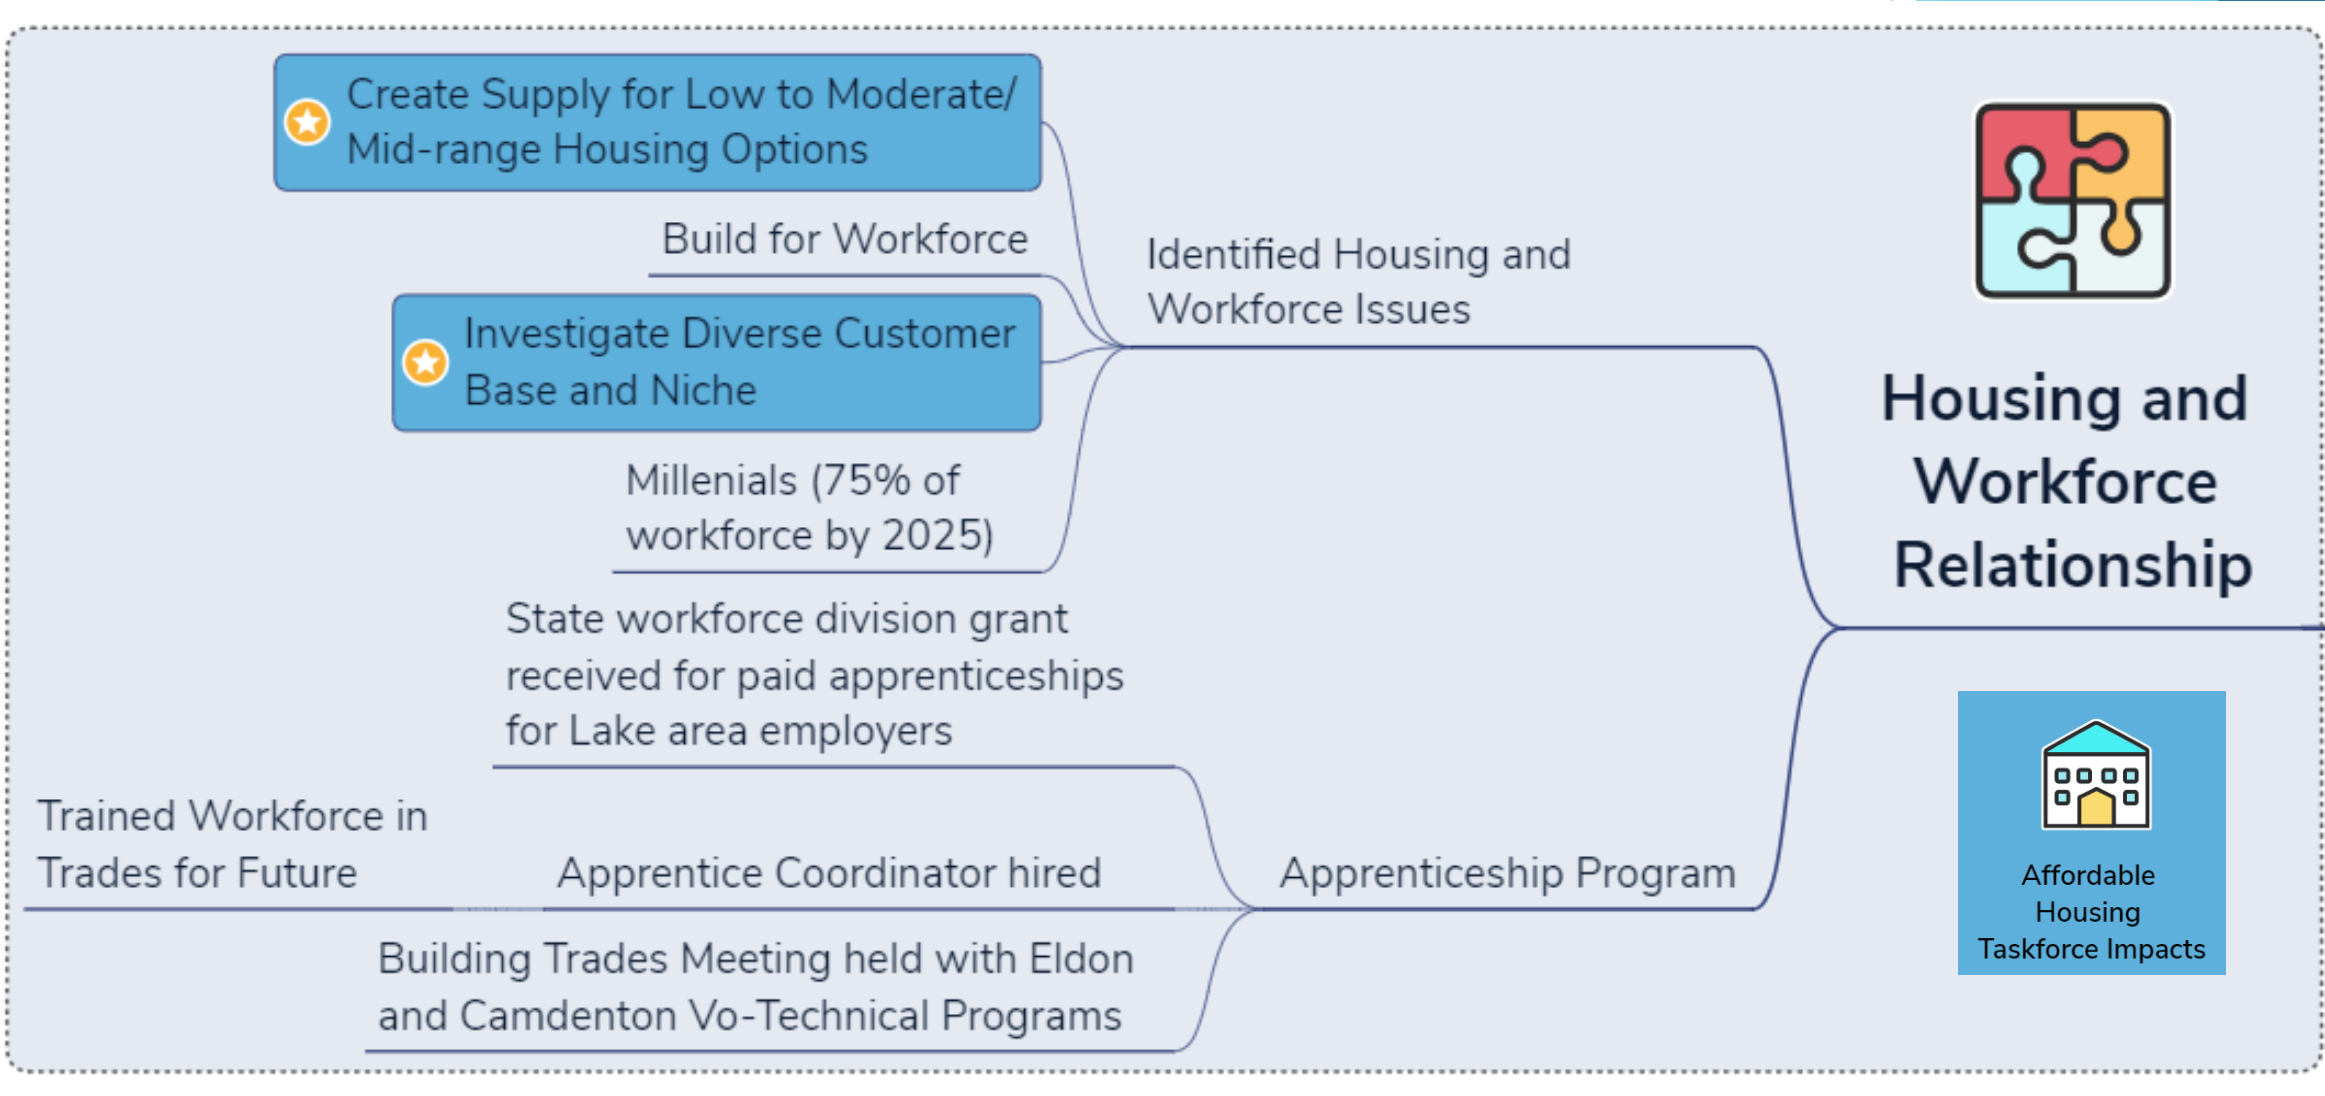 Create Supply for Low to Moderate/
Mid-range Housing Options
Build for Workforce
Investigate Diverse Customer
Base and Niche
Millenials (75% of
workforce by 2025)
Identified Housing and
Workforce Issues
Housing and
Workforce
Relationship
State workforce division grant
received for paid apprenticeships
for Lake area employers
Trained Workforce in
Trades for Future
Apprentice Coordinator hired
Building Trades Meeting held with Eldon
and Camdenton Vo-Technical Programs
Apprenticeship Program
Affordable
Housing
Taskforce Impacts